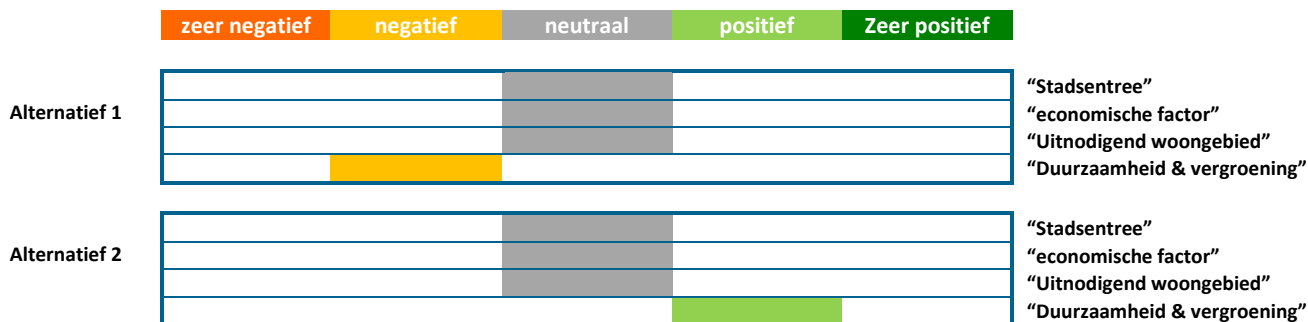 zeer negatief negatief neutraal positief Zeer positief
“Stadsentree”
Alternatief 1 “economische factor”
“Uitnodigend woongebied”
“Duurzaamheid & vergroening”
“Stadsentree”
Alternatief 2 “economische factor”
“Uitnodigend woongebied”
“Duurzaamheid & vergroening”